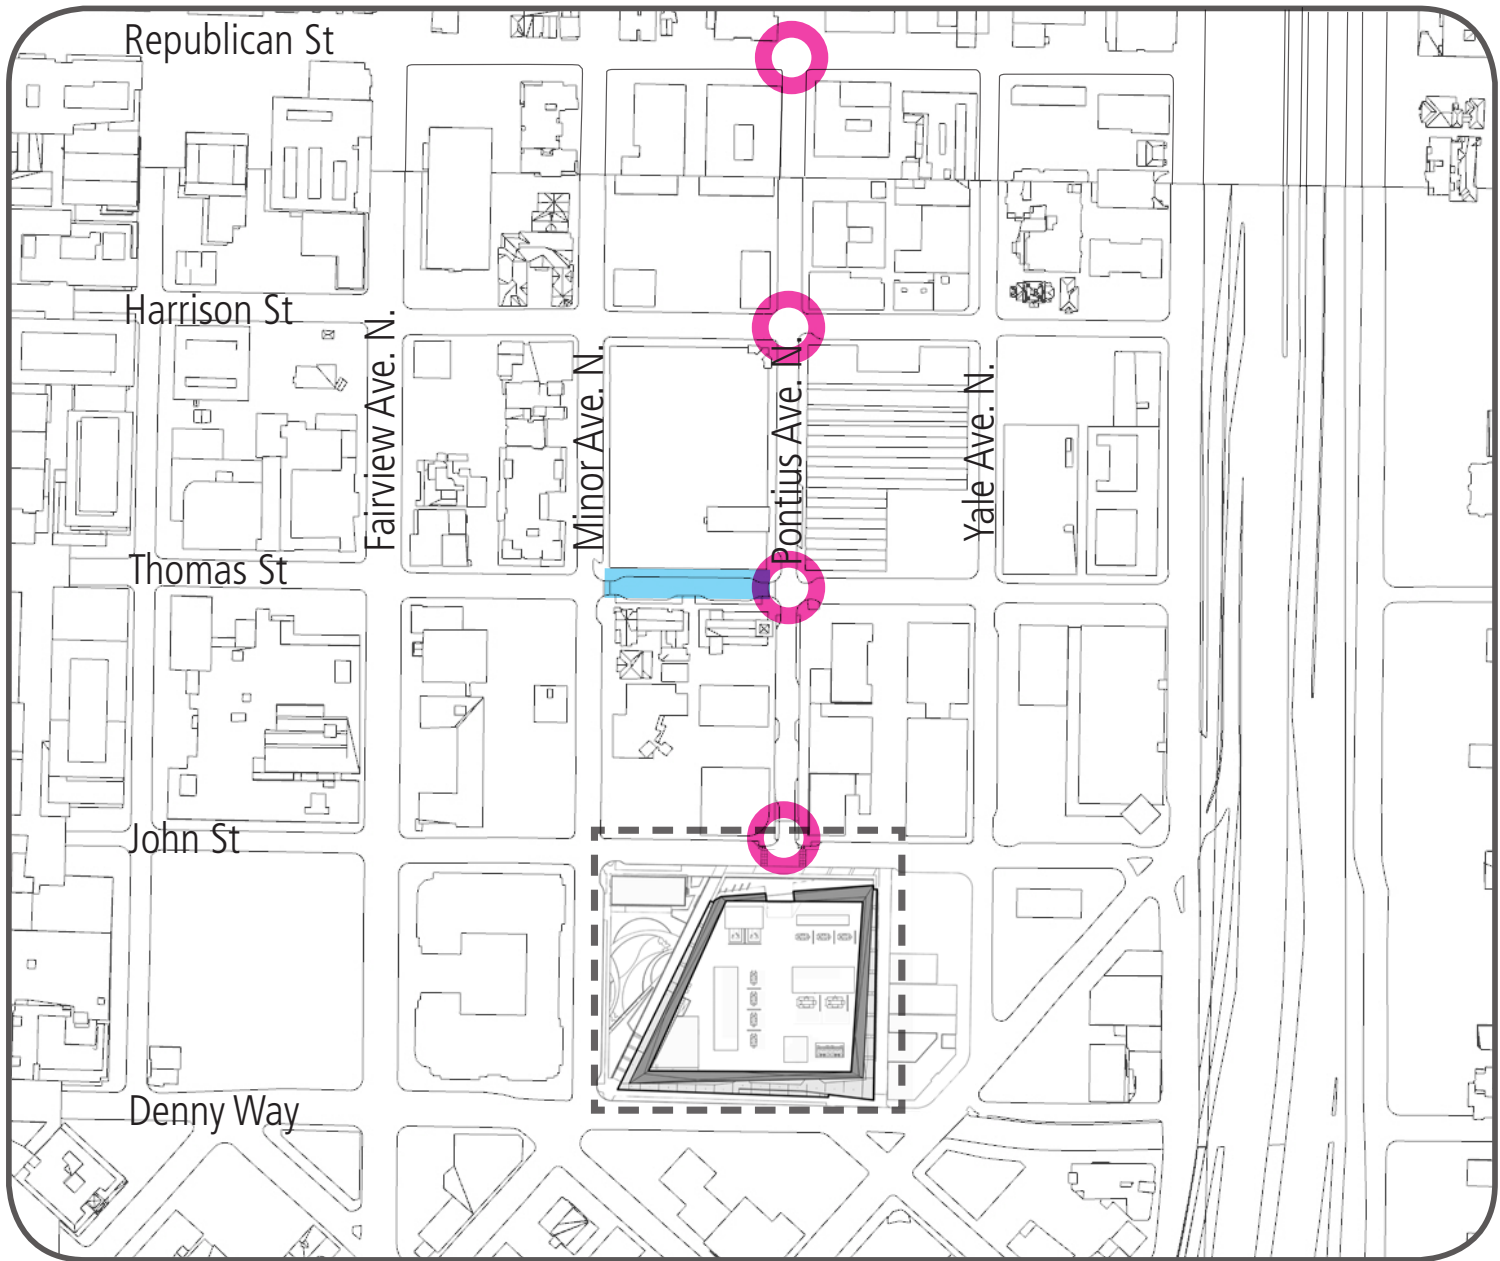 Republican St
Harrison St
Fairview Ave. N.
Minor Ave. N.
Pontius Ave. N.
Yale Ave. N.
Thomas St
John St
Denny Way